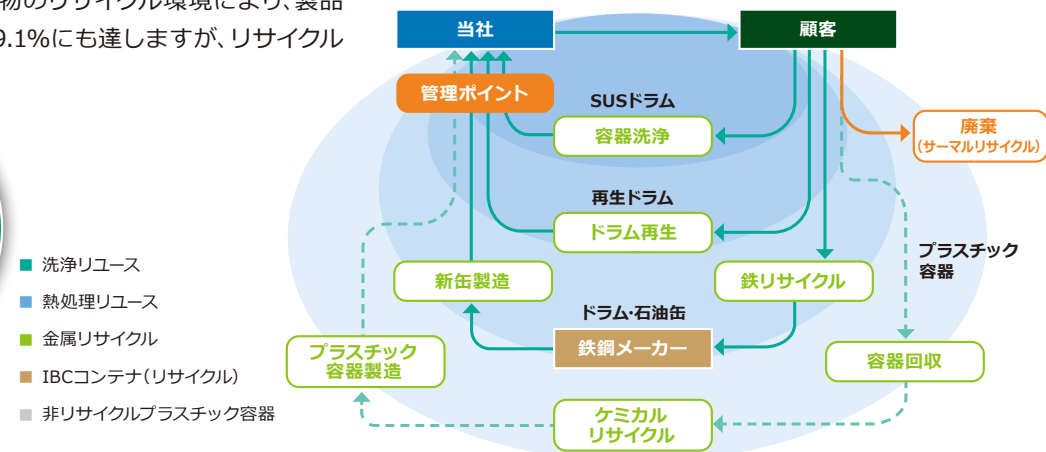 物のリサイクル環境により、製品
9.1%にも達しますが、リサイクル
当社
顧客
管理ポイント
SUSドラム
容器洗浄
廃棄
(サーマルリサイクル)
再生ドラム
ドラム再生
プラスチック
容器
新缶製造
鉄リサイクル
ドラム・石油缶
鉄鋼メーカー
プラスチック
容器製造
容器回収
ケミカル
リサイクル
洗浄リユース
熱処理リユース
金属リサイクル
IBCコンテナ(リサイクル)
非リサイクルプラスチック容器